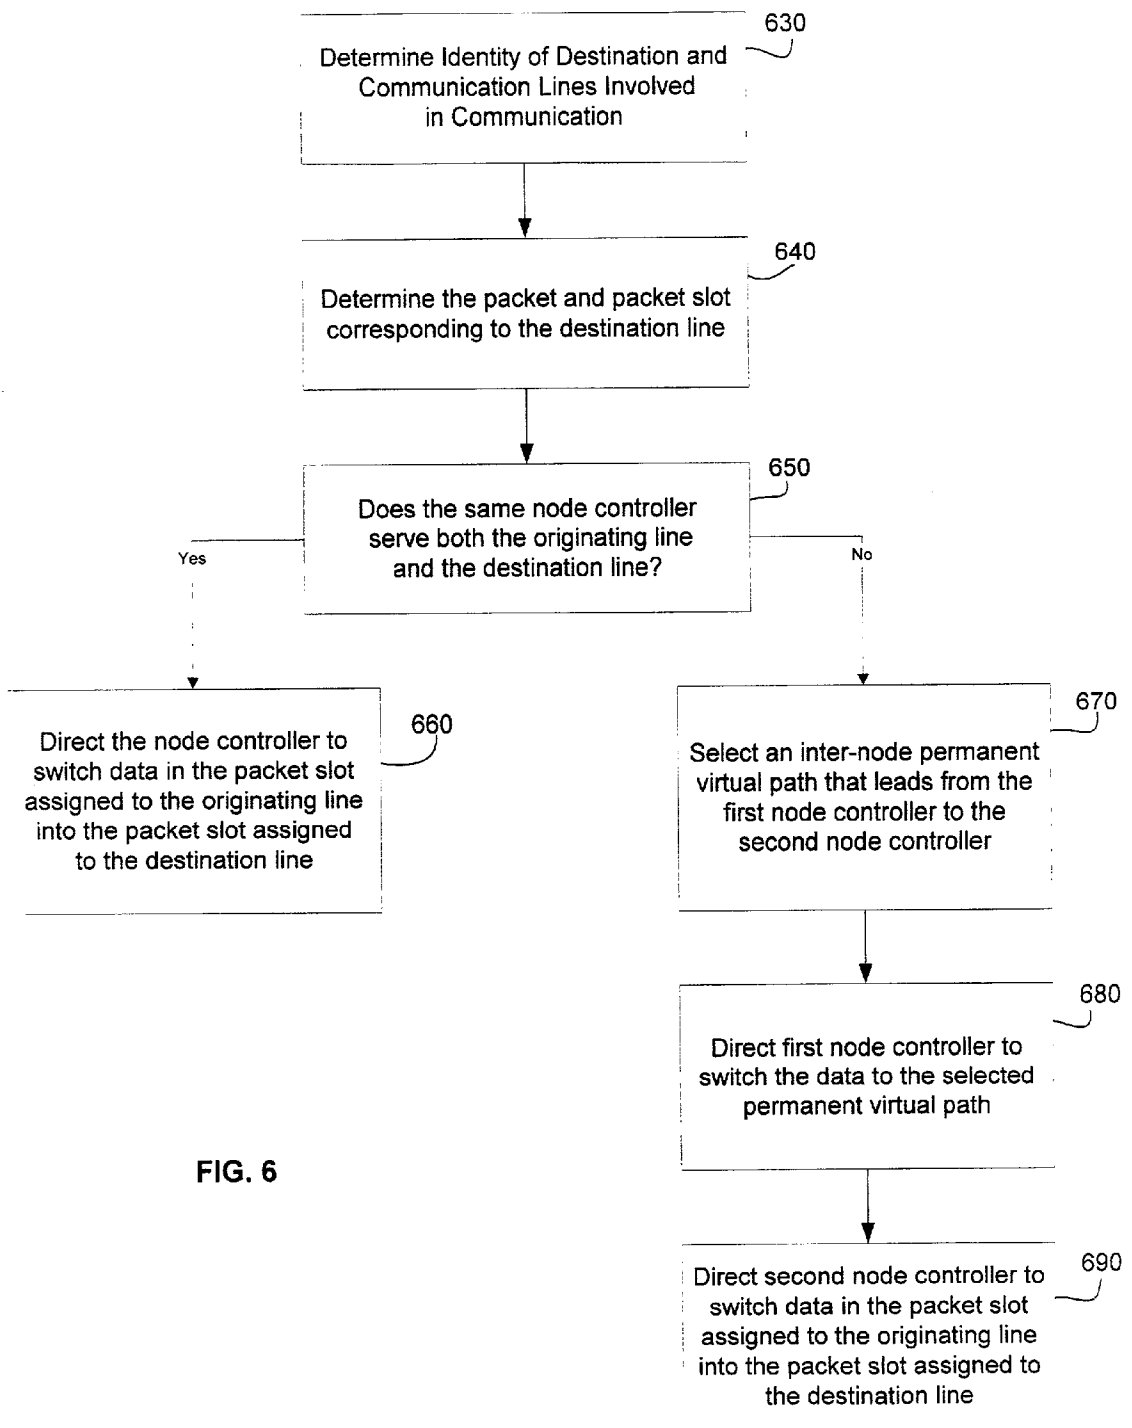 630
Determine Identity of Destination and
Communication Lines Involved
in Communication
640
Determine the packet and packet slot
corresponding to the destination line
650
Does the same node controller
serve both the originating line
and the destination line?
Yes
No
660
Direct the node controller to
switch data in the packet slot
assigned to the originating line
into the packet slot assigned
to the destination line
670
Select an inter-node permanent
virtual path that leads from the
first node controller to the
second node controller
680
Direct first node controller to
switch the data to the selected
permanent virtual path
FIG. 6
690
Direct second node controller to
switch data in the packet slot
assigned to the originating line
into the packet slot assigned to
the destination line